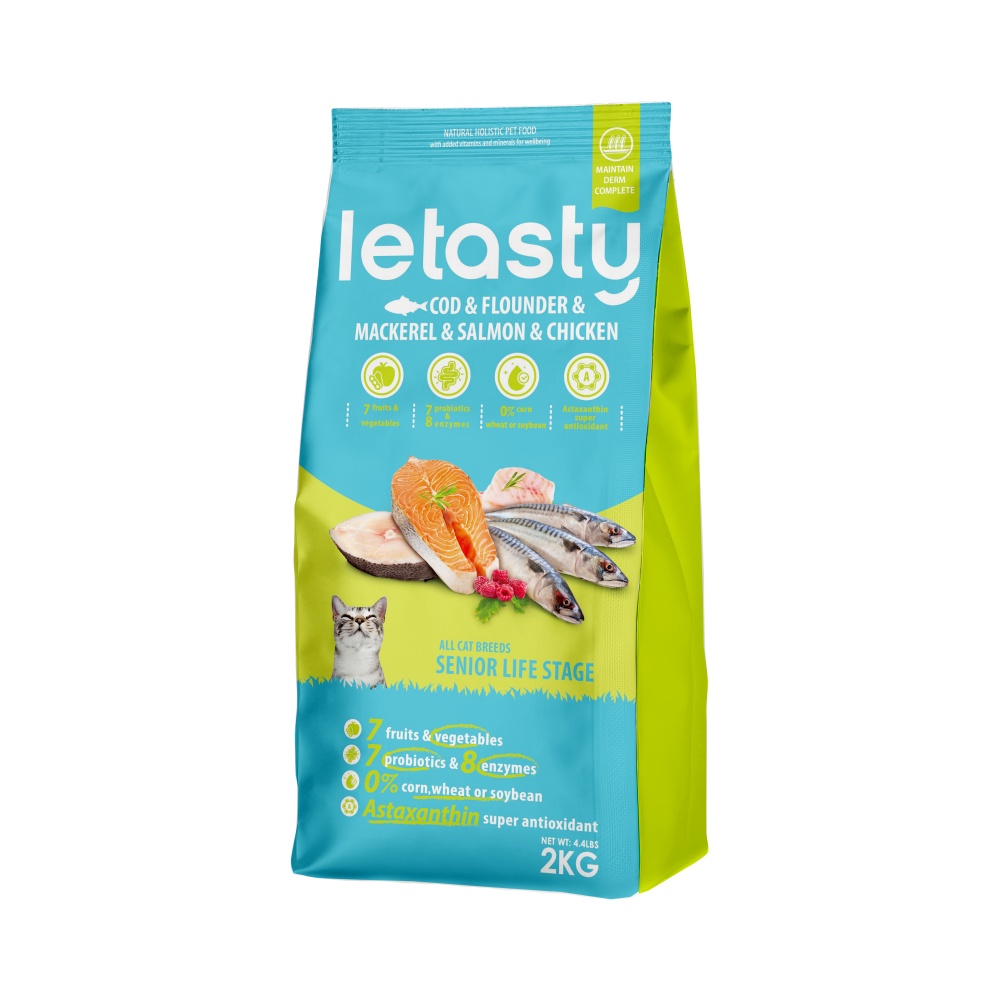 NATURAL HOLISTIC PET FOOD
with added vitamins and minerals for wellbeing
MAINTAIN
DERM
COMPLETE
letasty
COD & FLOUNDER &
MACKEREL & SALMON & CHICKEN
7 fruits &
vegetables
7 probiotics
&
8 enzymes
0% corn
wheat or soybean
A
Astaxanthin
super
antioxidant
ALL CAT BREEDS
SENIOR LIFE STAGE
7 fruits & vegetables
7 probiotics & 8 enzymes
0% corn,wheat or soybean
Astaxanthin super antioxidant
NET WT: 4.4LBS
2KG